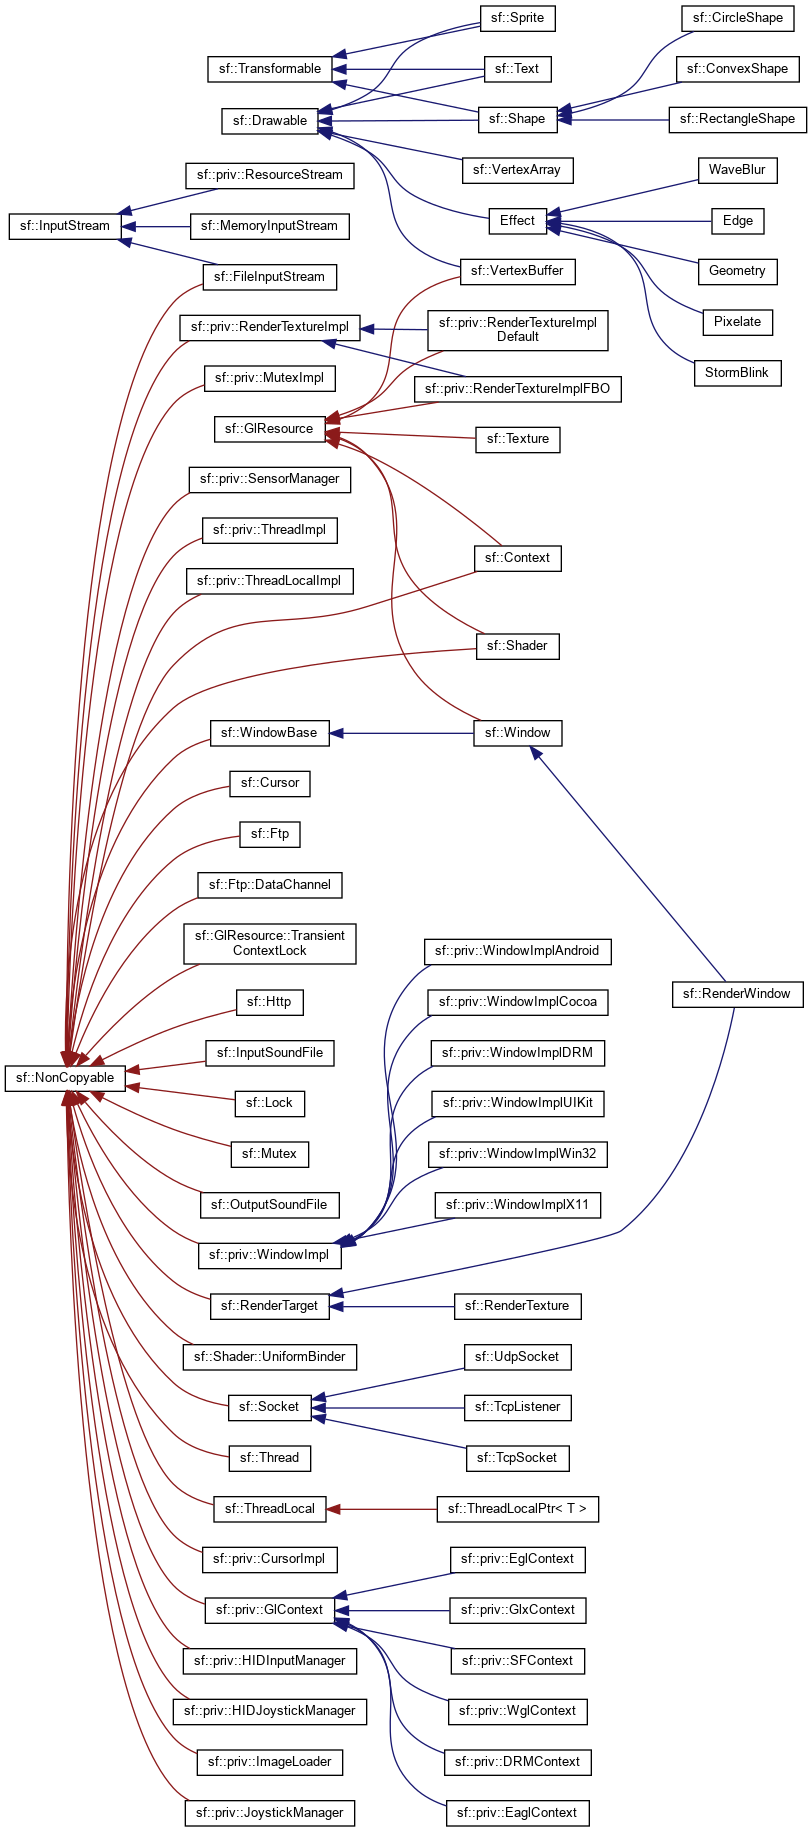 sf::Sprite
sf::CircleShape
sf::Transformable
sf::Text
sf::ConvexShape
sf::Drawable
sf::Shape
sf::RectangleShape
sf::priv::ResourceStream
sf::VertexArray
WaveBlur
sf::InputStream
sf::MemoryInputStream
Effect
Edge
sf::FileInputStream
sf::VertexBuffer
Geometry
sf::priv::RenderTextureImpl
sf::priv::RenderTextureImpl
Default
Pixelate
sf::priv::MutexImpl
sf::priv::RenderTextureImplFBO
StormBlink
sf::GlResource
sf::Texture
sf::priv::SensorManager
sf::priv::ThreadImpl
sf::Context
sf::priv::ThreadLocalImpl
sf::Shader
sf::WindowBase
sf::Window
sf::Cursor
sf::Ftp
sf::Ftp::DataChannel
sf::GlResource::Transient
ContextLock
sf::priv::WindowImplAndroid
sf::Http
sf::priv::WindowImplCocoa
sf::RenderWindow
sf::InputSoundFile
sf::priv::WindowImplDRM
sf::NonCopyable
sf::Lock
sf::priv::WindowImplUIKit
sf::Mutex
sf::priv::WindowImplWin32
sf::OutputSoundFile
sf::priv::WindowImplX11
sf::priv::WindowImpl
sf::RenderTarget
sf::RenderTexture
sf::Shader::UniformBinder
sf::UdpSocket
sf::Socket
sf::TcpListener
sf::Thread
sf::TcpSocket
sf::ThreadLocal
sf::ThreadLocalPtr< T >
sf::priv::CursorImpl
sf::priv::EglContext
sf::priv::GlContext
sf::priv::GlxContext
sf::priv::HIDInputManager
sf::priv::SFContext
sf::priv::HIDJoystickManager
sf::priv::WglContext
sf::priv::ImageLoader
sf::priv::DRMContext
sf::priv::JoystickManager
sf::priv::EaglContext